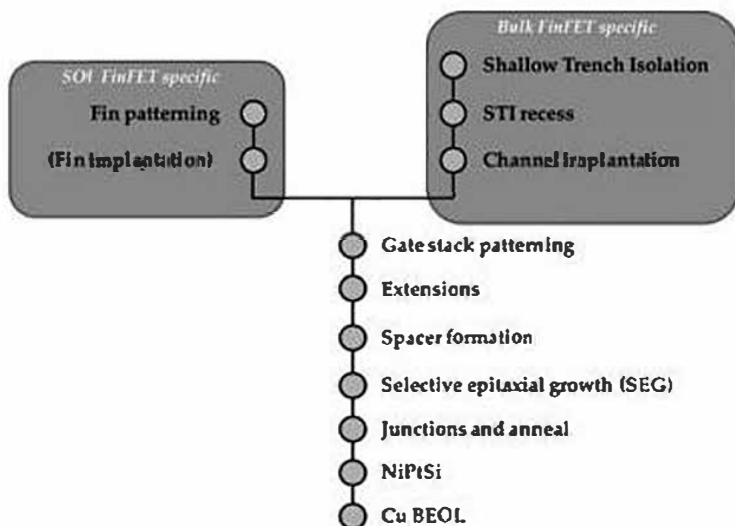 SOI FinFET specific
Fin patterning
(Fin implantation)
Bulk FinFET specific
Shallow Trench Isolation
STI recess
Channel implantation
Gate stack patterning
Extensions
Spacer formation
Selective epitaxial growth (SEG)
Junctions and anneal
NiPtSi
Cu BEOL